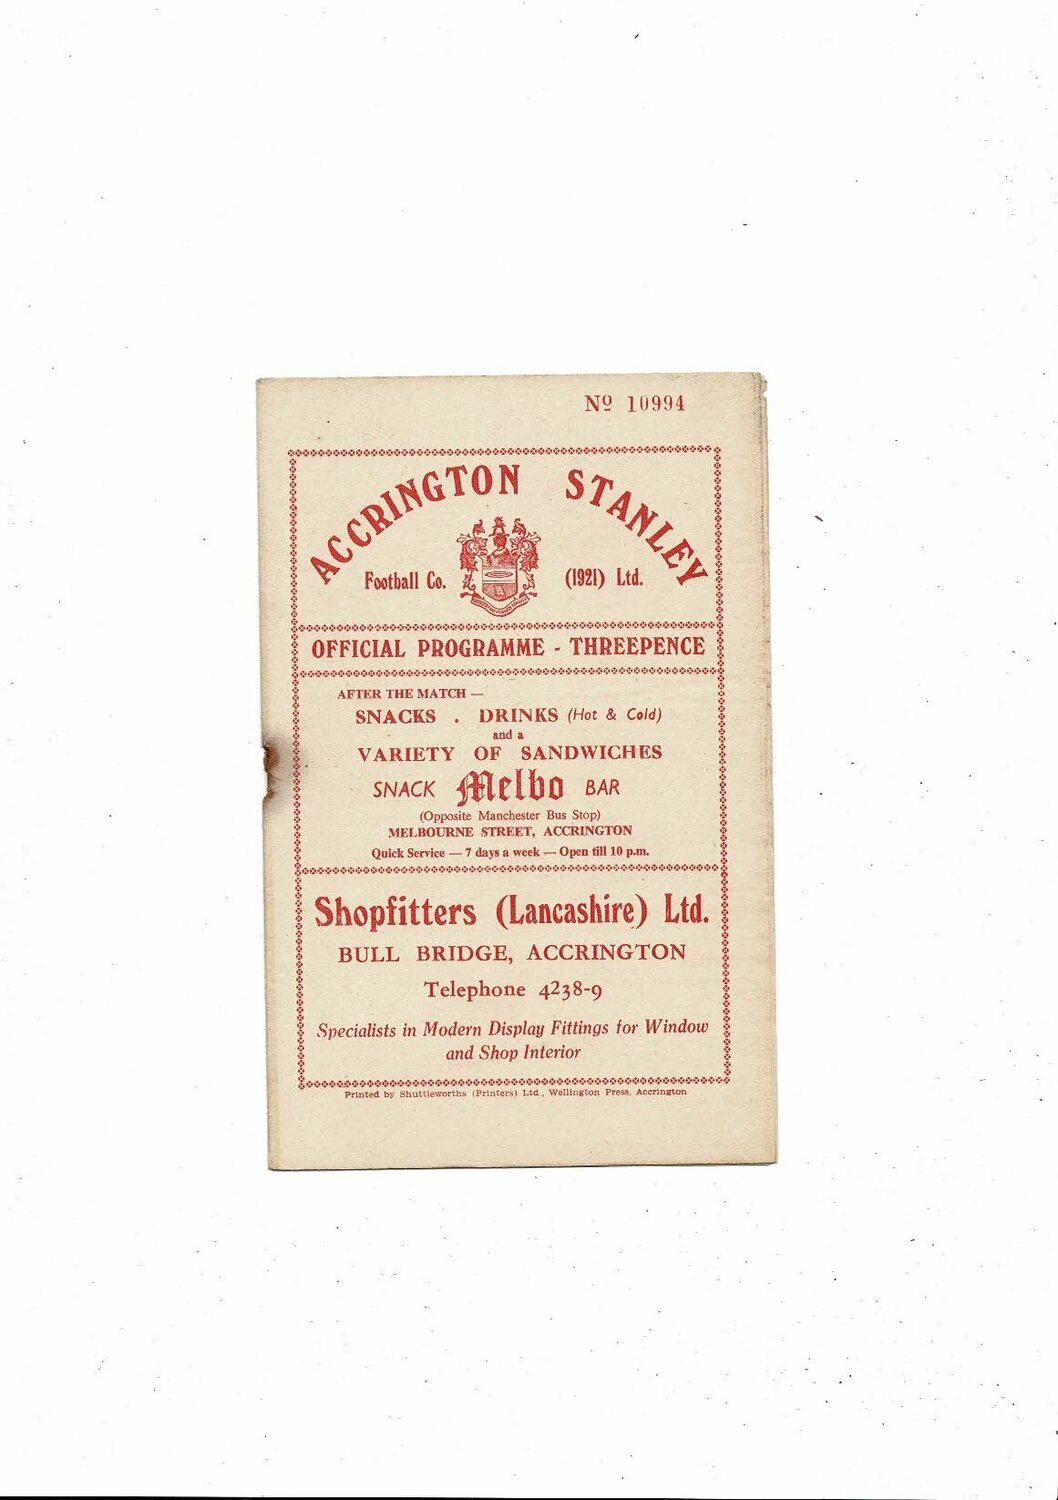 Nº 10994
ACCRINGTON STANLEY
Football Co. (1921) Ltd.
OFFICIAL PROGRAMME - THREEPENCE
AFTER THE MATCH —
SNACKS . DRINKS (Hot & Cold)
and a
VARIETY OF SANDWICHES
SNACK Melbo BAR
(Opposite Manchester Bus Stop)
MELBOURNE STREET, ACCRINGTON
Quick Service — 7 days a week — Open till 10 p.m.
Shopfitters (Lancashire) Ltd.
BULL BRIDGE, ACCRINGTON
Telephone 4238-9
Specialists in Modern Display Fittings for Window
and Shop Interior
Printed by Shuttleworths (Printers) Ltd., Wellington Press, Accrington